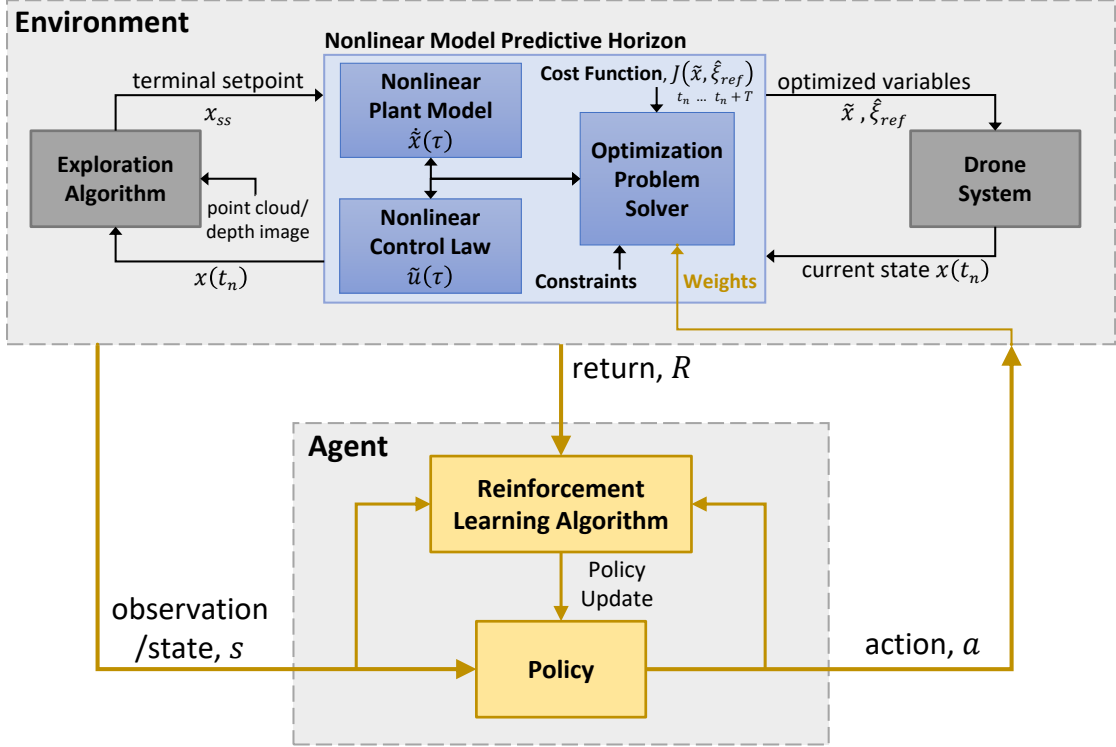 Environment
Nonlinear Model Predictive Horizon
terminal setpoint
x_ss
Exploration
Algorithm
point cloud/
depth image
x(t_n)
Nonlinear
Plant Model
ẋ̂(τ)
Nonlinear
Control Law
ũ(τ)
Cost Function, J(x̃, ξ̂_ref)
t_n … t_n + T
Optimization
Problem
Solver
Constraints
Weights
optimized variables
x̃ , ξ̂_ref
Drone
System
current state x(t_n)
return, R
Agent
Reinforcement
Learning Algorithm
Policy
Update
observation
/state, s
Policy
action, a